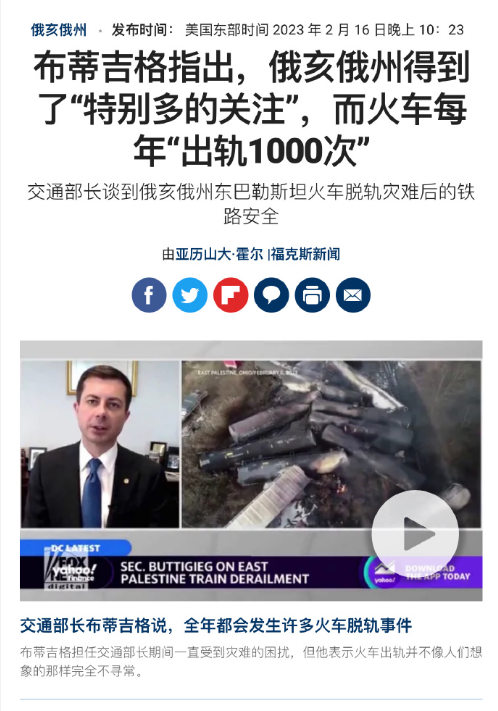 俄亥俄州 · 发布时间： 美国东部时间 2023 年 2 月 16 日晚上 10：23
布蒂吉格指出，俄亥俄州得到
了“特别多的关注”，而火车每
年“出轨1000次”
交通部长谈到俄亥俄州东巴勒斯坦火车脱轨灾难后的铁
路安全
由亚历山大·霍尔 |福克斯新闻
EAST PALESTINE, OHIO/FEBRUARY 6, 2023
DC LATEST
FOX NEWS
digital
yahoo!
finance
SEC. BUTTIGIEG ON EAST
PALESTINE TRAIN DERAILMENT
yahoo!
DOWNLOAD
THE APP TODAY
交通部长布蒂吉格说，全年都会发生许多火车脱轨事件
布蒂吉格担任交通部长期间一直受到灾难的困扰，但他表示火车出轨并不像人们想
象的那样完全不寻常。